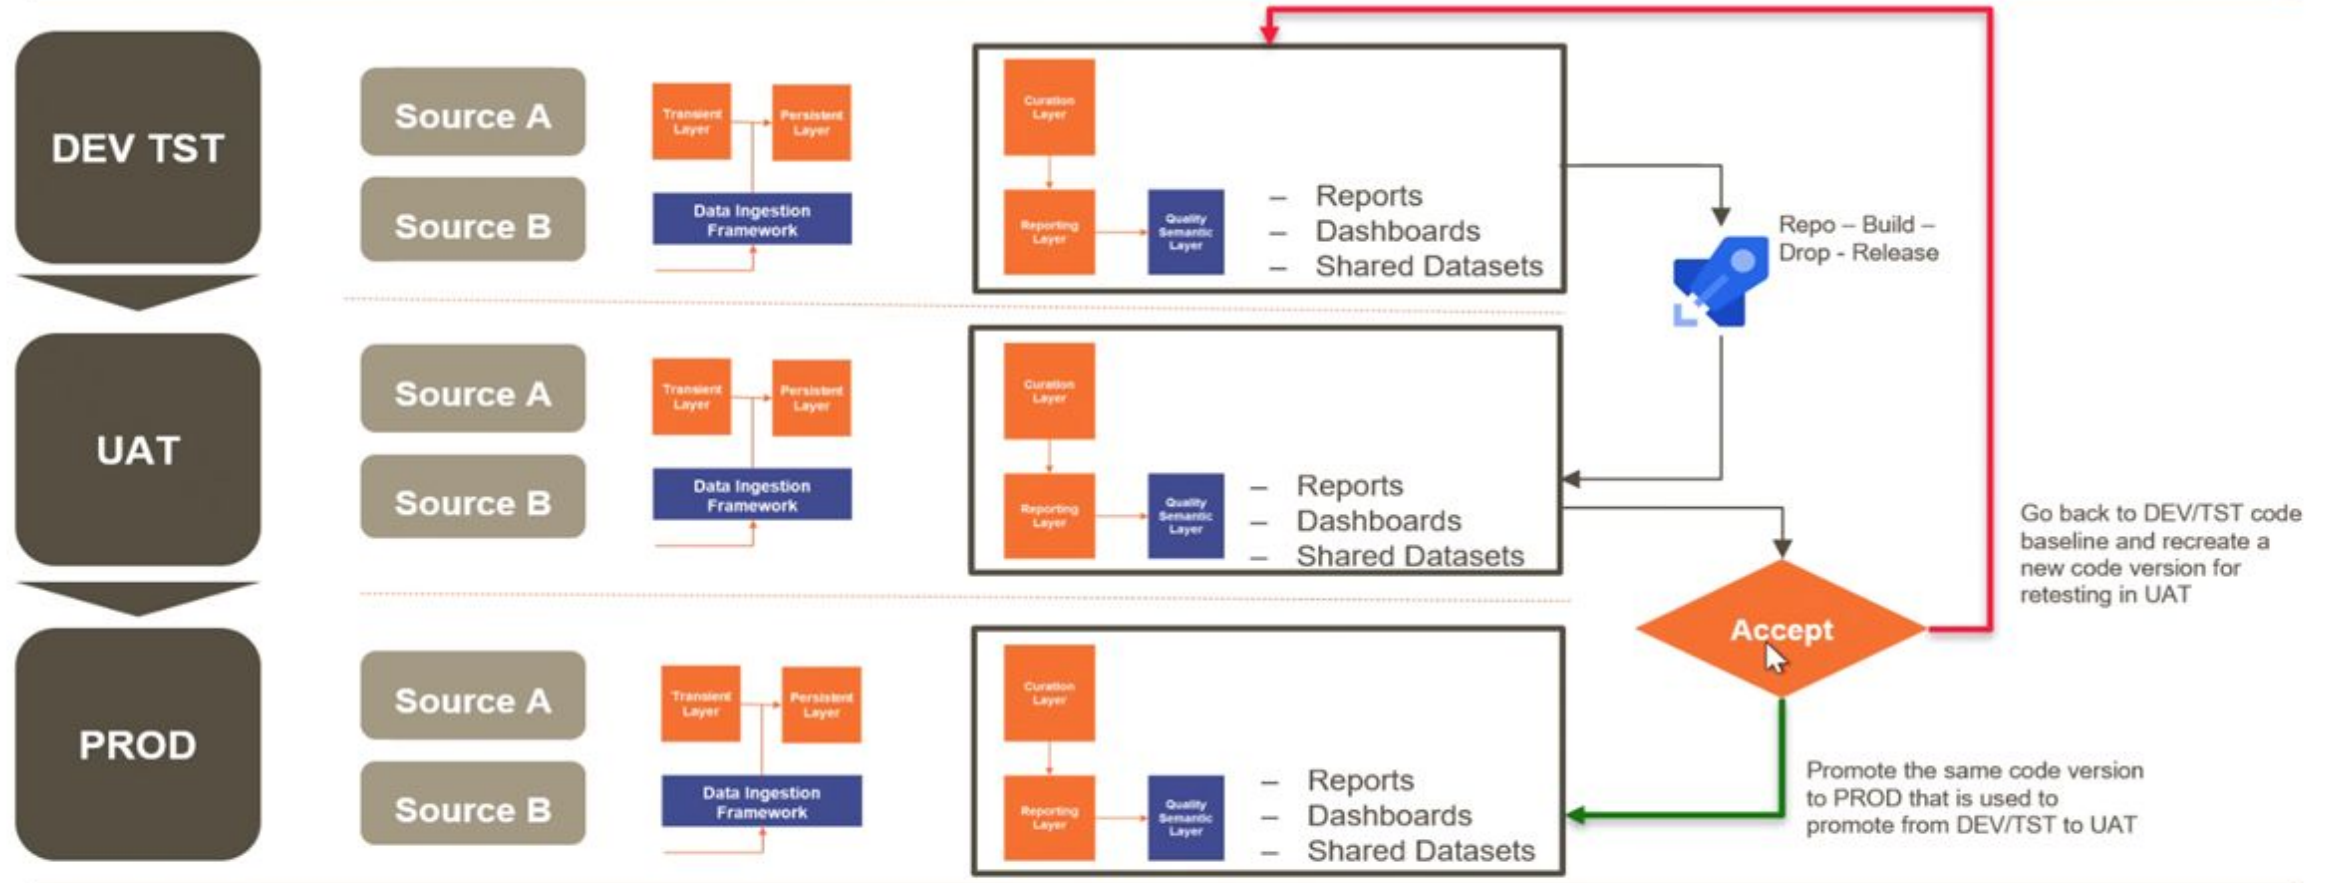 DEV TST
Source A
Source B
Transient
Layer
Persistent
Layer
Data Ingestion
Framework
Curation
Layer
Reporting
Layer
Quality
Semantic
Layer
– Reports
– Dashboards
– Shared Datasets
Repo – Build –
Drop - Release
UAT
Source A
Source B
Transient
Layer
Persistent
Layer
Data Ingestion
Framework
Curation
Layer
Reporting
Layer
Quality
Semantic
Layer
– Reports
– Dashboards
– Shared Datasets
Go back to DEV/TST code
baseline and recreate a
new code version for
retesting in UAT
Accept
PROD
Source A
Source B
Transient
Layer
Persistent
Layer
Data Ingestion
Framework
Curation
Layer
Reporting
Layer
Quality
Semantic
Layer
– Reports
– Dashboards
– Shared Datasets
Promote the same code version
to PROD that is used to
promote from DEV/TST to UAT